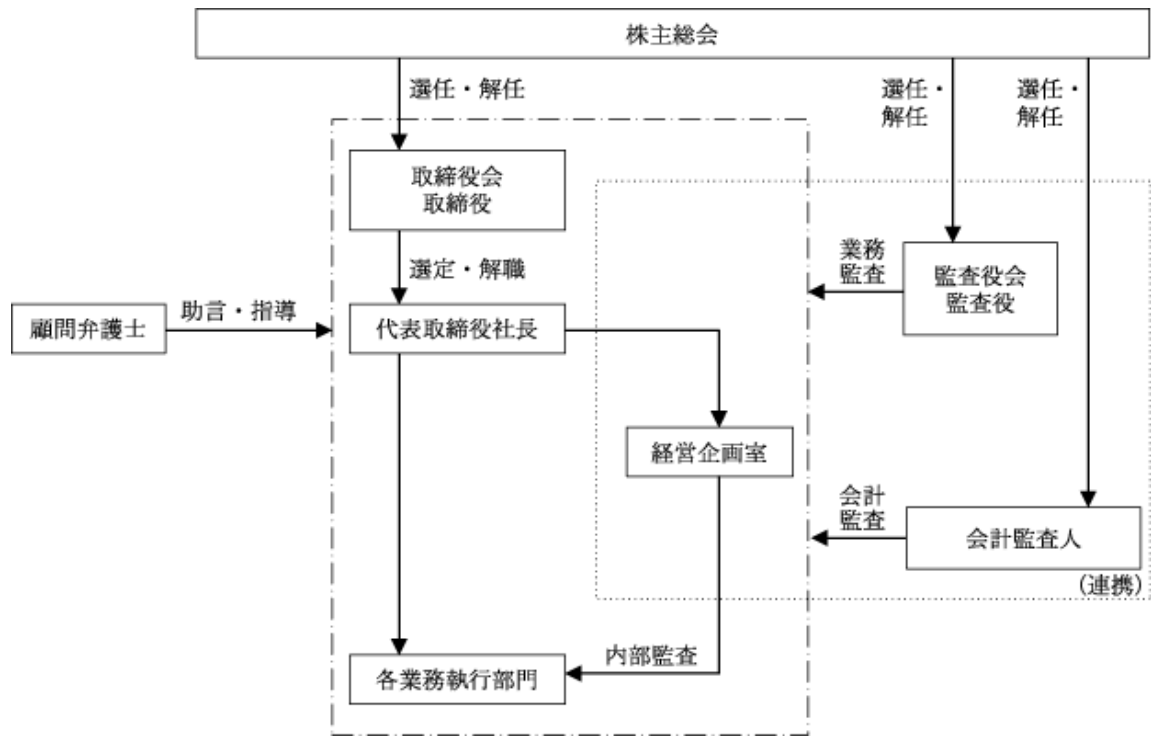 株主総会
選任・解任
選任・
解任
選任・
解任
取締役会
取締役
選定・解職
業務
監査
監査役会
監査役
顧問弁護士
助言・指導
代表取締役社長
経営企画室
会計
監査
会計監査人
(連携)
内部監査
各業務執行部門